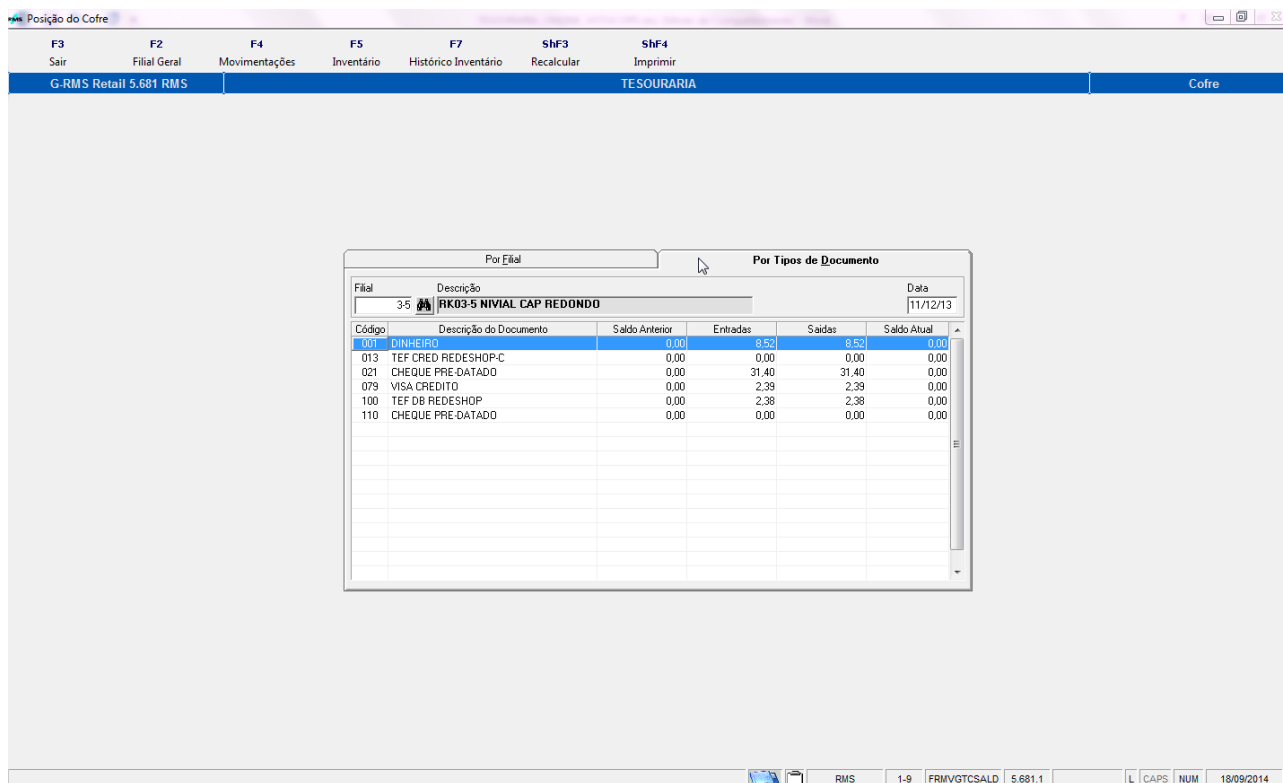 RMS Posição do Cofre
F3 F2 F4 F5 F7 ShF3 ShF4
Sair Filial Geral Movimentações Inventário Histórico Inventário Recalcular Imprimir
G-RMS Retail 5.681 RMS TESOURARIA Cofre
Por Filial Por Tipos de Documento
Filial Descrição Data
3-5 RK03-5 NIVIAL CAP REDONDO 11/12/13
Código Descrição do Documento Saldo Anterior Entradas Saidas Saldo Atual
001 DINHEIRO 0,00 8,52 8,52 0,00
013 TEF CRED REDESHOP-C 0,00 0,00 0,00 0,00
021 CHEQUE PRE-DATADO 0,00 31,40 31,40 0,00
079 VISA CREDITO 0,00 2,39 2,39 0,00
100 TEF DB REDESHOP 0,00 2,38 2,38 0,00
110 CHEQUE PRE-DATADO 0,00 0,00 0,00 0,00
RMS 1-9 FRMVGTCSALD 5.681.1 L CAPS NUM 18/09/2014